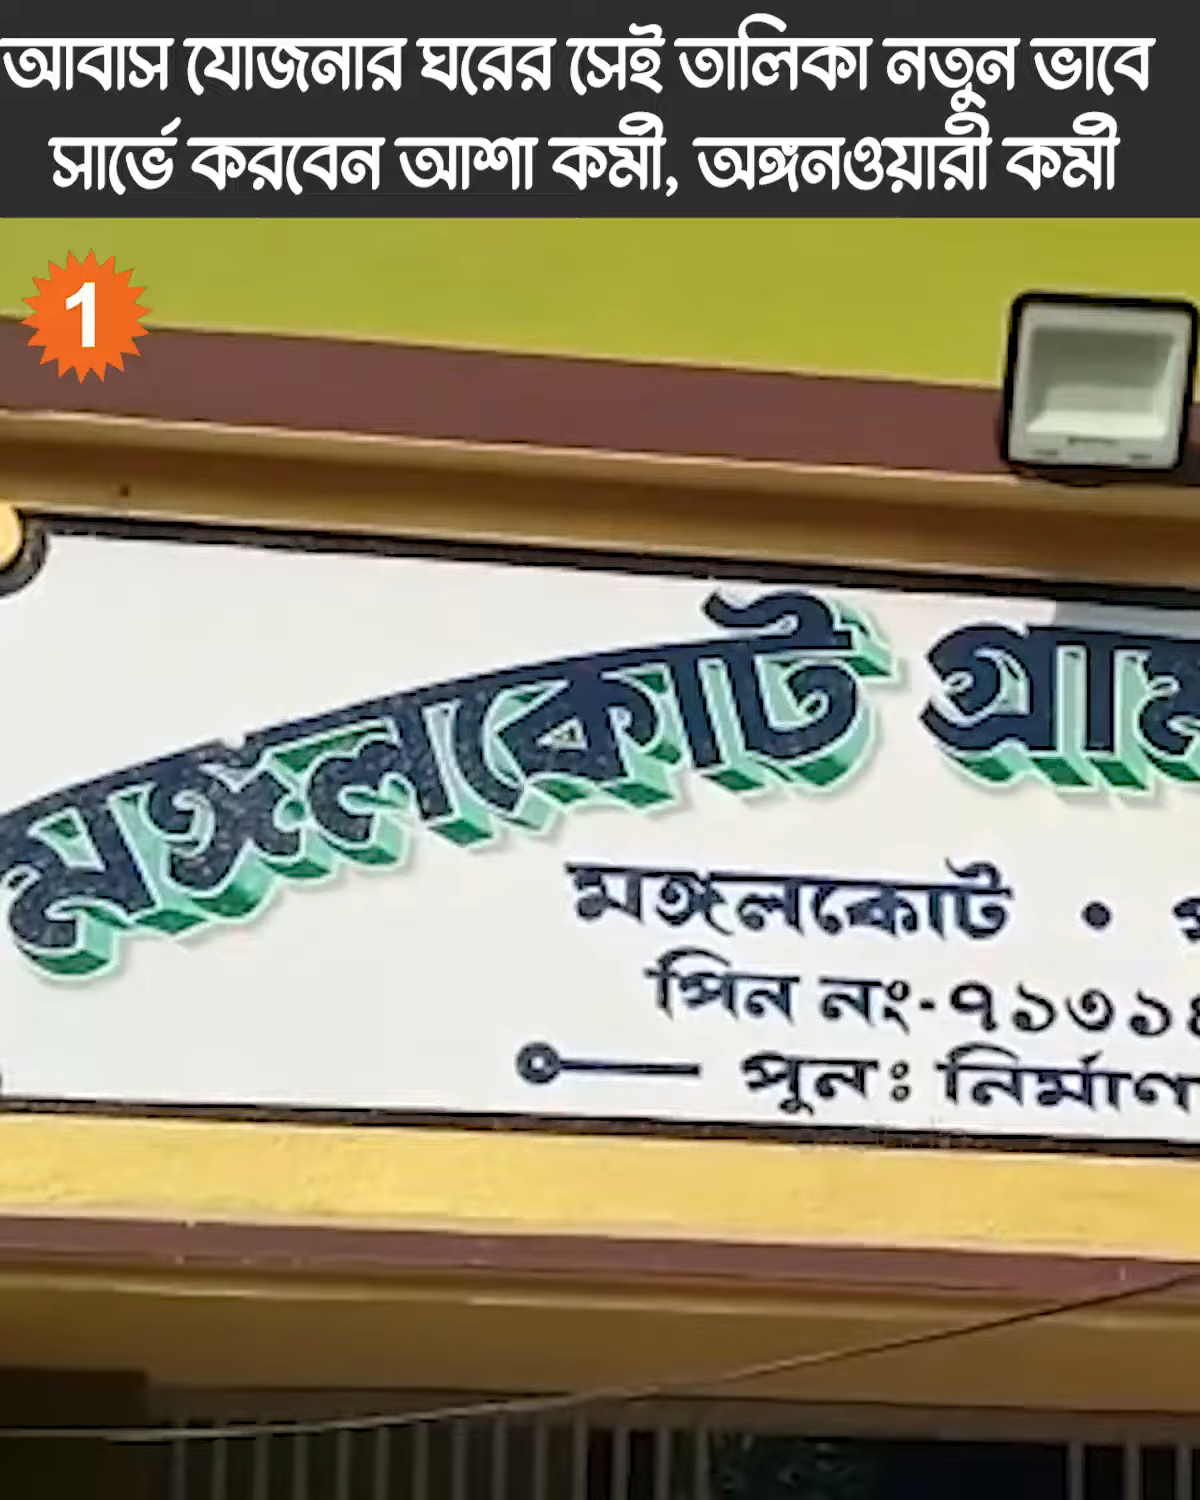 আবাস যোজনার ঘরের সেই তালিকা নতুন ভাবে
সার্ভে করবেন আশা কর্মী, অঙ্গনওয়ারী কর্মী
1
মঙ্গলকোট
মঙ্গলকোট •
পিন নং-৭১৩১
পুনঃ নির্মাণ